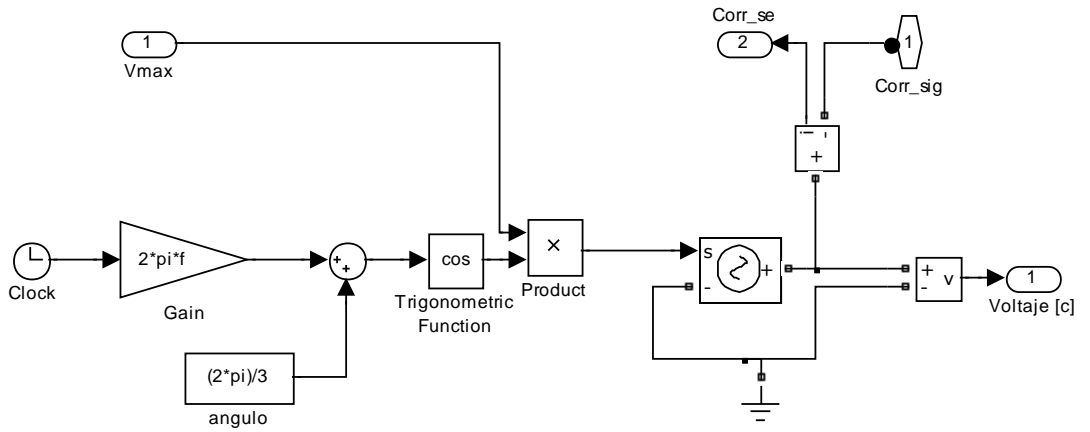 Corr_se
1
2
1
Vmax
Corr_sig
i
+
2*pi*f
×
s
+
+
v
+
+
cos
-
-
1
Clock
Product
Trigonometric
Function
Voltaje [c]
Gain
(2*pi)/3
angulo